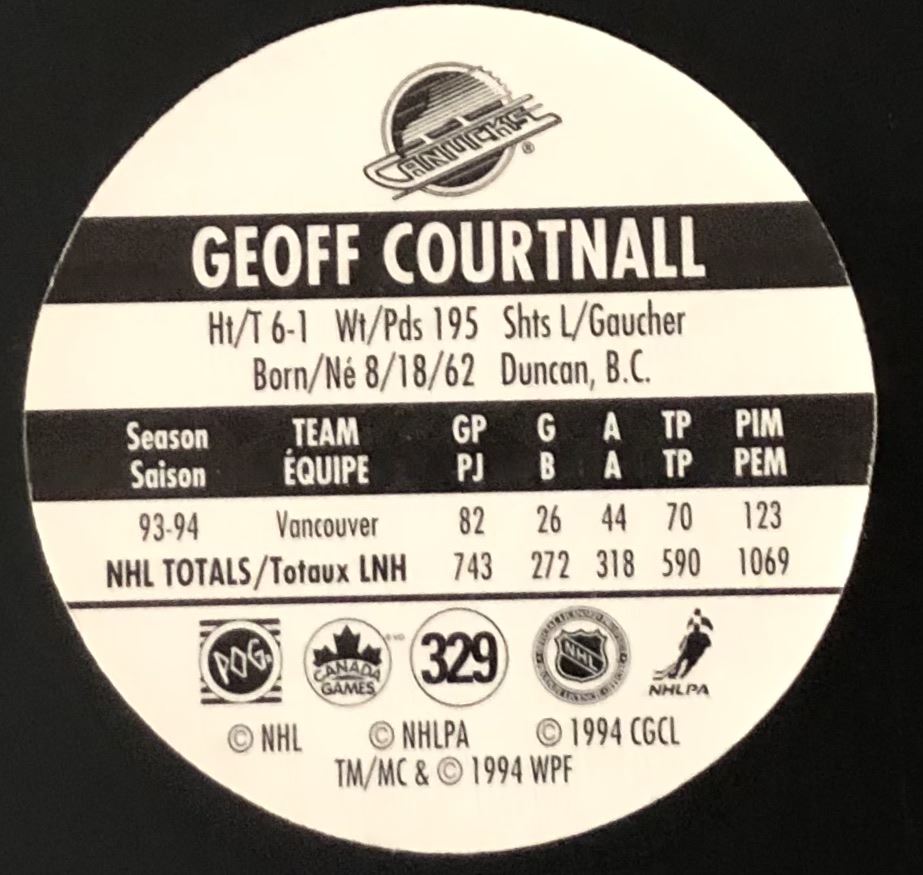 CANUCKS ®
GEOFF COURTNALL
Ht/T 6-1 Wt/Pds 195 Shts L/Gaucher
Born/Né 8/18/62 Duncan, B.C.
Season TEAM GP G A TP PIM
Saison ÉQUIPE PJ B A TP PEM
93-94 Vancouver 82 26 44 70 123
NHL TOTALS/Totaux LNH 743 272 318 590 1069
POG. CANADA GAMES 329 NHL NHLPA
© NHL © NHLPA © 1994 CGCL
TM/MC & © 1994 WPF